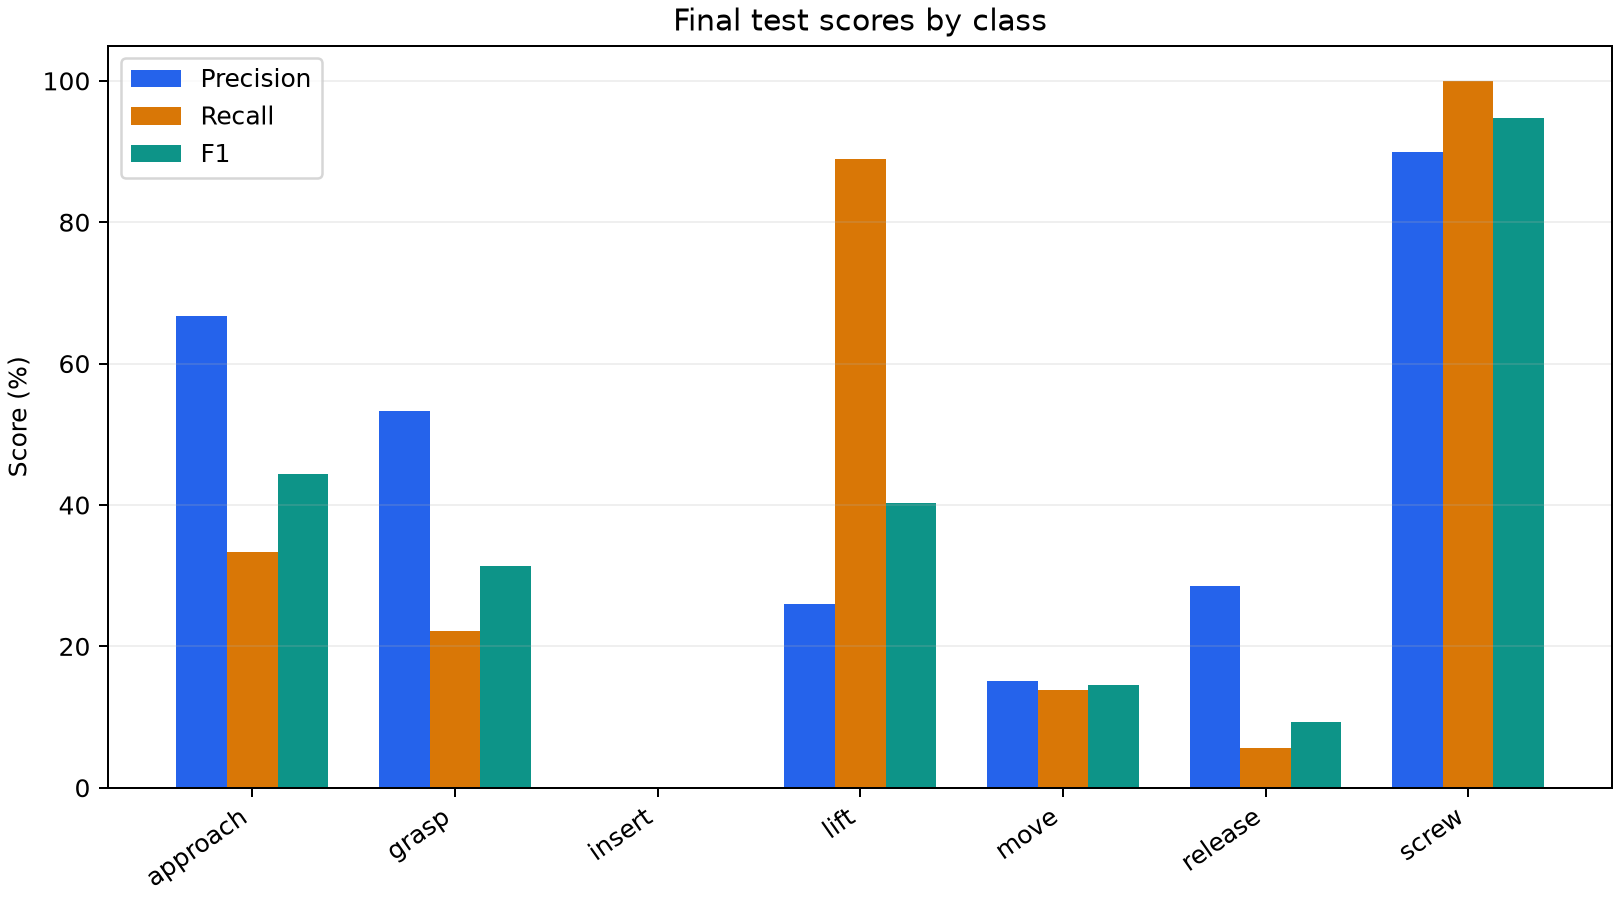 Final test scores by class
Precision
Recall
F1
Score (%)
100
80
60
40
20
0
approach
grasp
insert
lift
move
release
screw